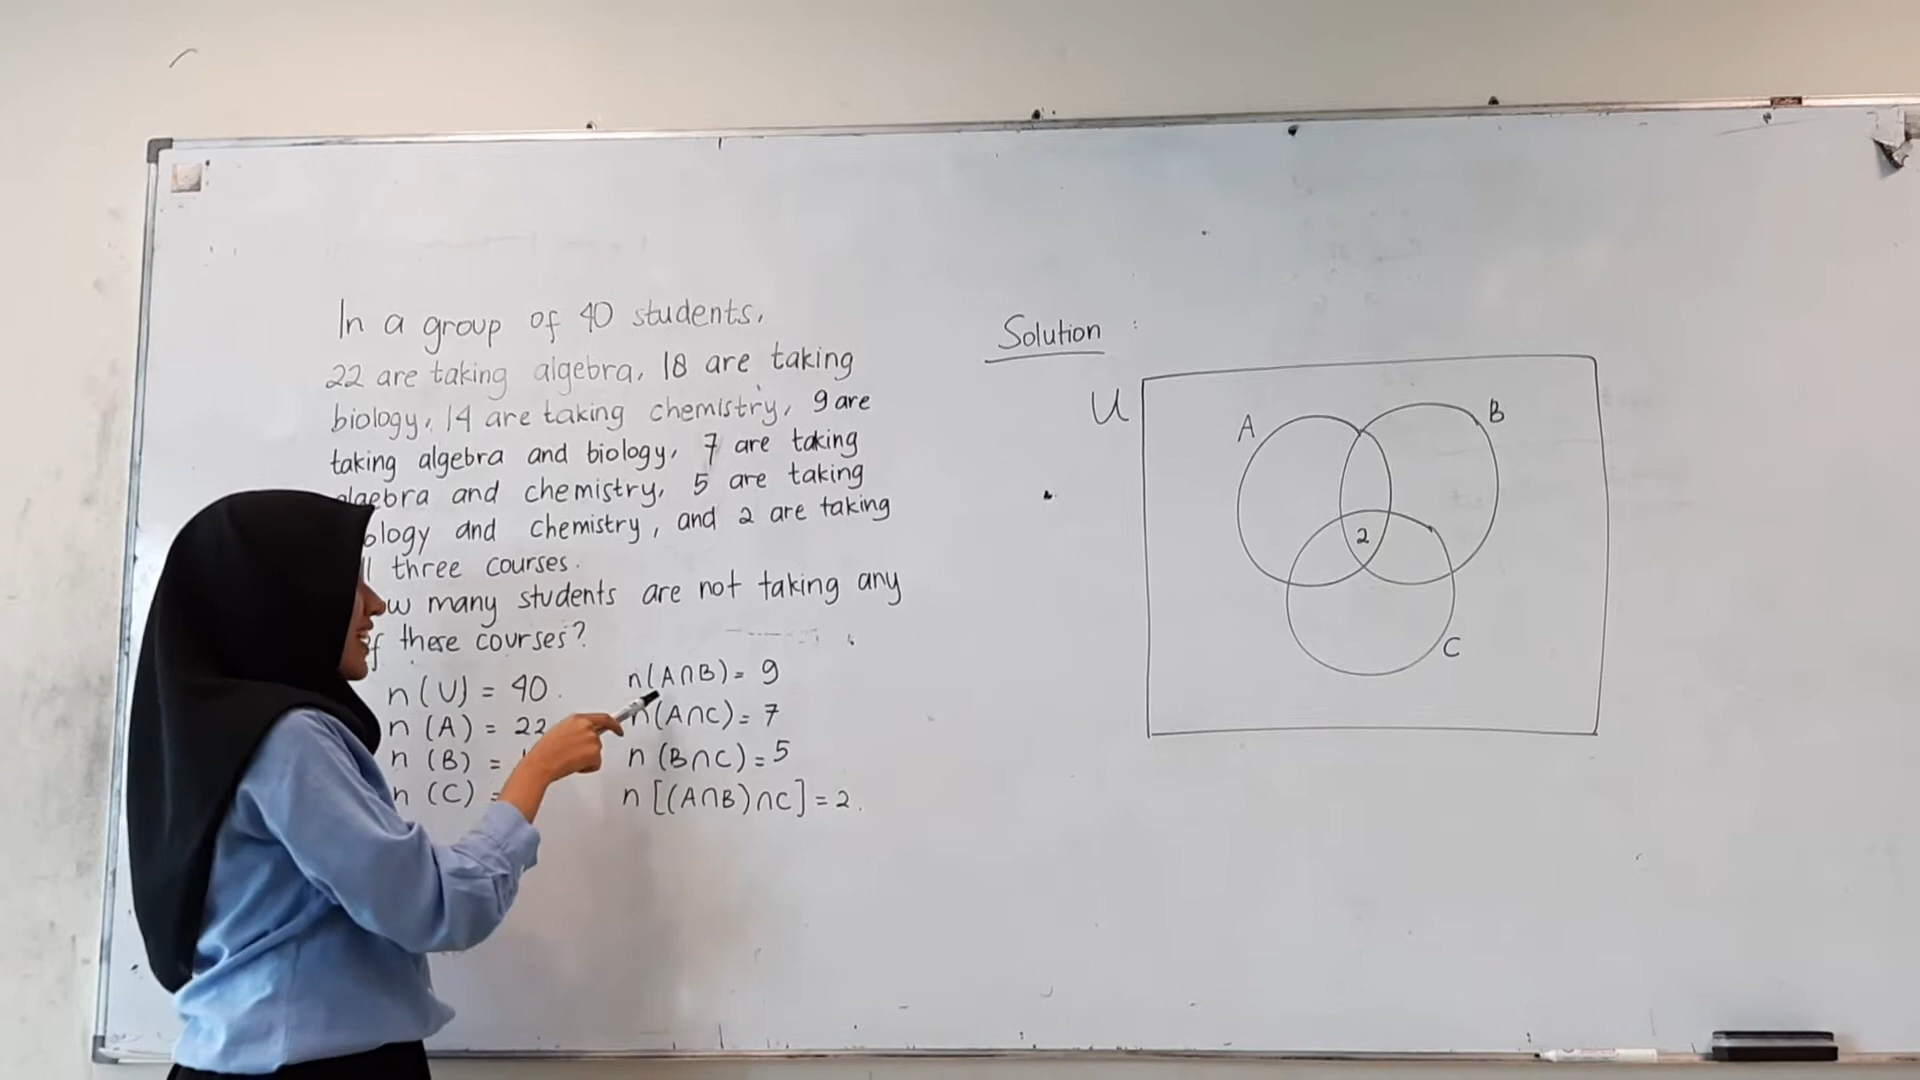 In a group of 40 students,
22 are taking algebra, 18 are taking
biology, 14 are taking chemistry, 9 are
taking algebra and biology, 7 are taking
algebra and chemistry, 5 are taking
ology and chemistry, and 2 are taking
three courses.
many students are not taking any
these courses?
n(U) = 40.
n(A) = 22
n(B) =
n(C) =
n(A∩B) = 9
n(A∩C) = 7
n(B∩C) = 5
n[(A∩B)∩C] = 2.
Solution :
U
A
B
2
C